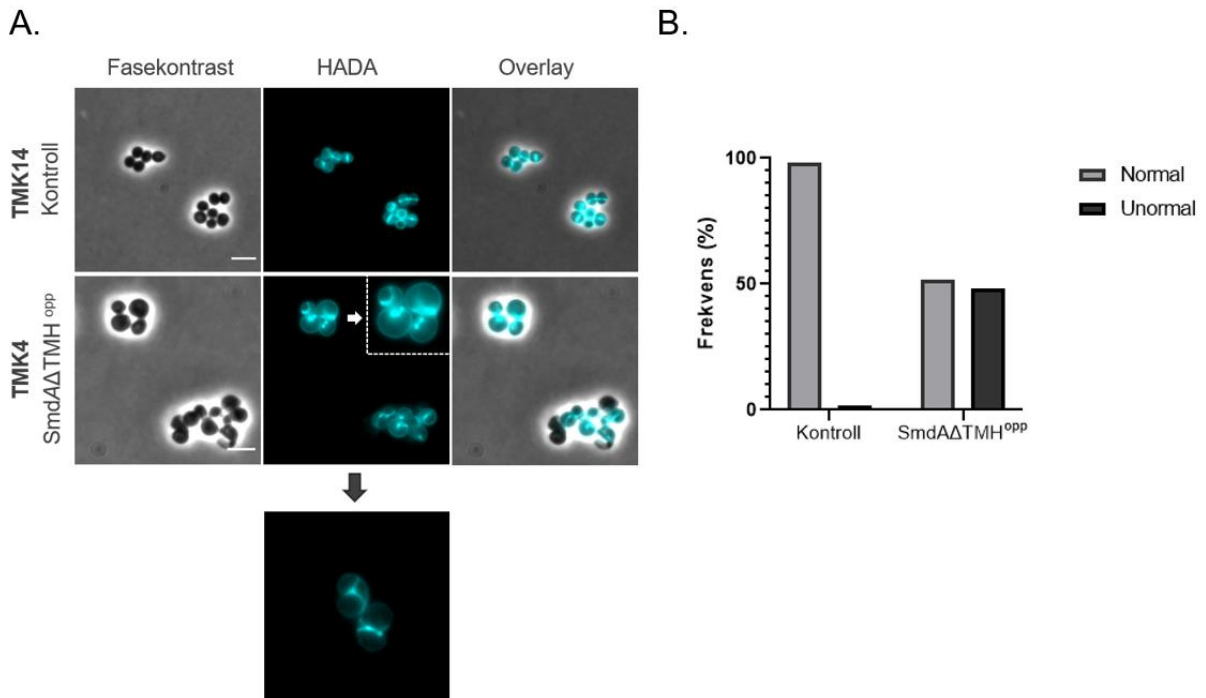 A.
Fasekontrast HADA Overlay
TMK14
Kontroll
TMK4
SmdAΔTMH opp
B.
Frekvens (%)
100
50
0
Kontroll SmdAΔTMHopp
Normal
Unormal